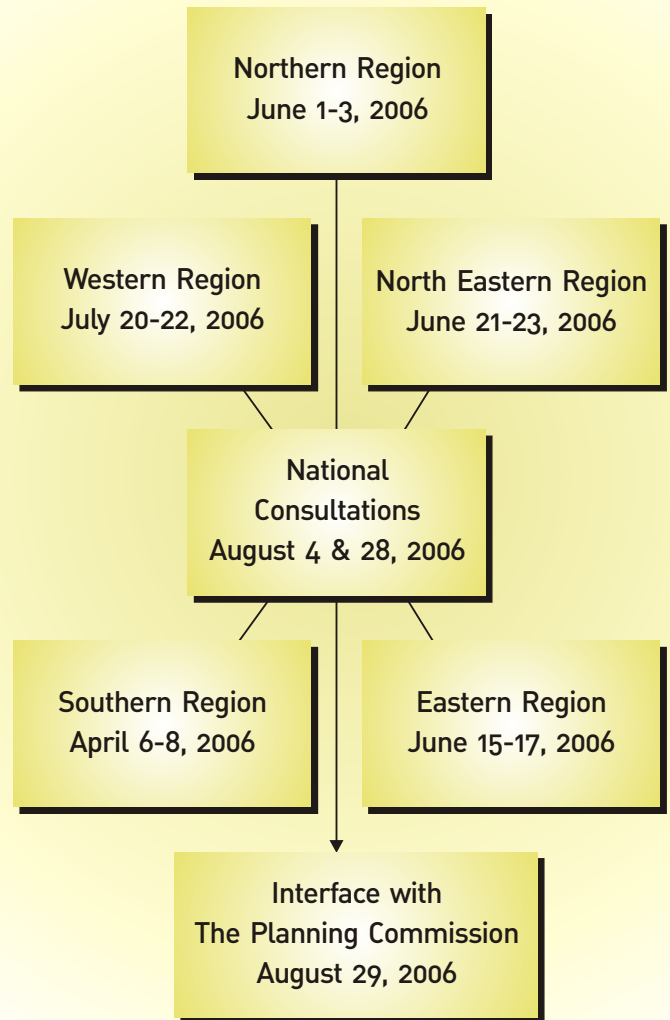 Northern Region
June 1-3, 2006
Western Region
July 20-22, 2006
North Eastern Region
June 21-23, 2006
National
Consultations
August 4 & 28, 2006
Southern Region
April 6-8, 2006
Eastern Region
June 15-17, 2006
Interface with
The Planning Commission
August 29, 2006